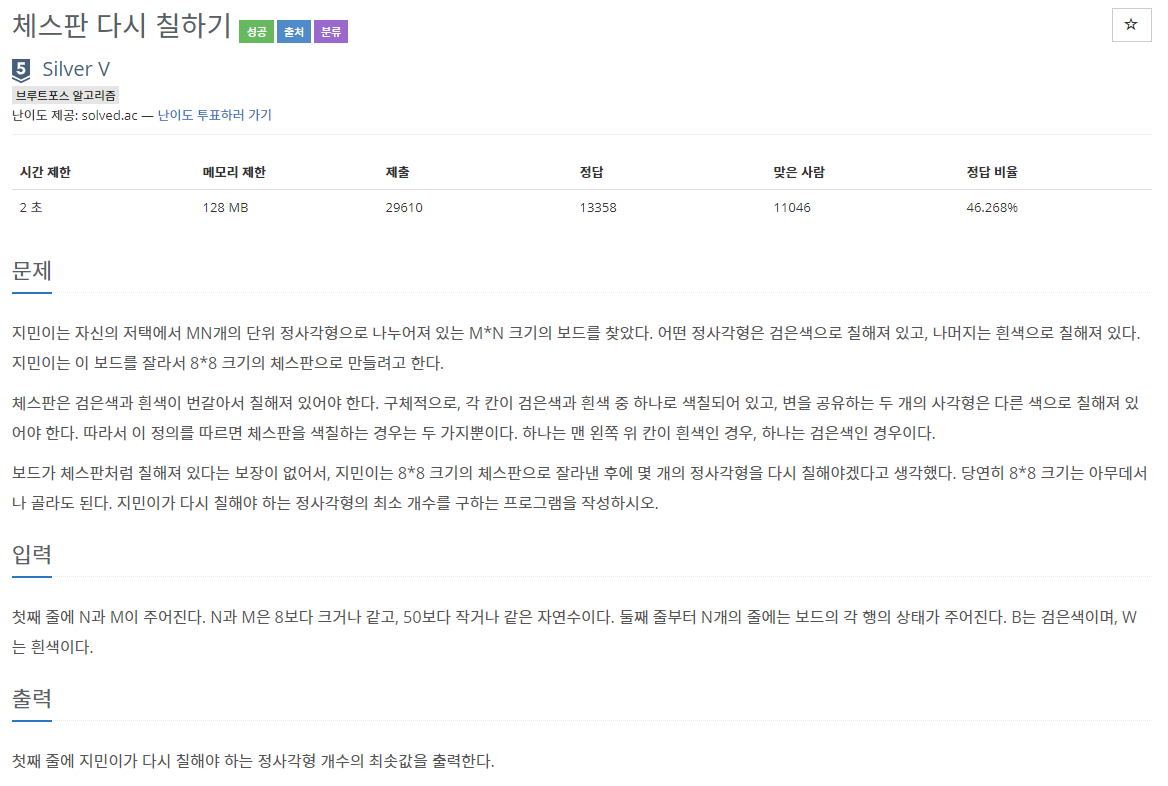 체스판 다시 칠하기 성공 출처 분류
☆
5 Silver V
브루트포스 알고리즘
난이도 제공: solved.ac — 난이도 투표하러 가기
시간 제한 메모리 제한 제출 정답 맞은 사람 정답 비율
2 초 128 MB 29610 13358 11046 46.268%
문제
지민이는 자신의 저택에서 MN개의 단위 정사각형으로 나누어져 있는 M*N 크기의 보드를 찾았다. 어떤 정사각형은 검은색으로 칠해져 있고, 나머지는 흰색으로 칠해져 있다.
지민이는 이 보드를 잘라서 8*8 크기의 체스판으로 만들려고 한다.
체스판은 검은색과 흰색이 번갈아서 칠해져 있어야 한다. 구체적으로, 각 칸이 검은색과 흰색 중 하나로 색칠되어 있고, 변을 공유하는 두 개의 사각형은 다른 색으로 칠해져 있
어야 한다. 따라서 이 정의를 따르면 체스판을 색칠하는 경우는 두 가지뿐이다. 하나는 맨 왼쪽 위 칸이 흰색인 경우, 하나는 검은색인 경우이다.
보드가 체스판처럼 칠해져 있다는 보장이 없어서, 지민이는 8*8 크기의 체스판으로 잘라낸 후에 몇 개의 정사각형을 다시 칠해야겠다고 생각했다. 당연히 8*8 크기는 아무데서
나 골라도 된다. 지민이가 다시 칠해야 하는 정사각형의 최소 개수를 구하는 프로그램을 작성하시오.
입력
첫째 줄에 N과 M이 주어진다. N과 M은 8보다 크거나 같고, 50보다 작거나 같은 자연수이다. 둘째 줄부터 N개의 줄에는 보드의 각 행의 상태가 주어진다. B는 검은색이며, W
는 흰색이다.
출력
첫째 줄에 지민이가 다시 칠해야 하는 정사각형 개수의 최솟값을 출력한다.